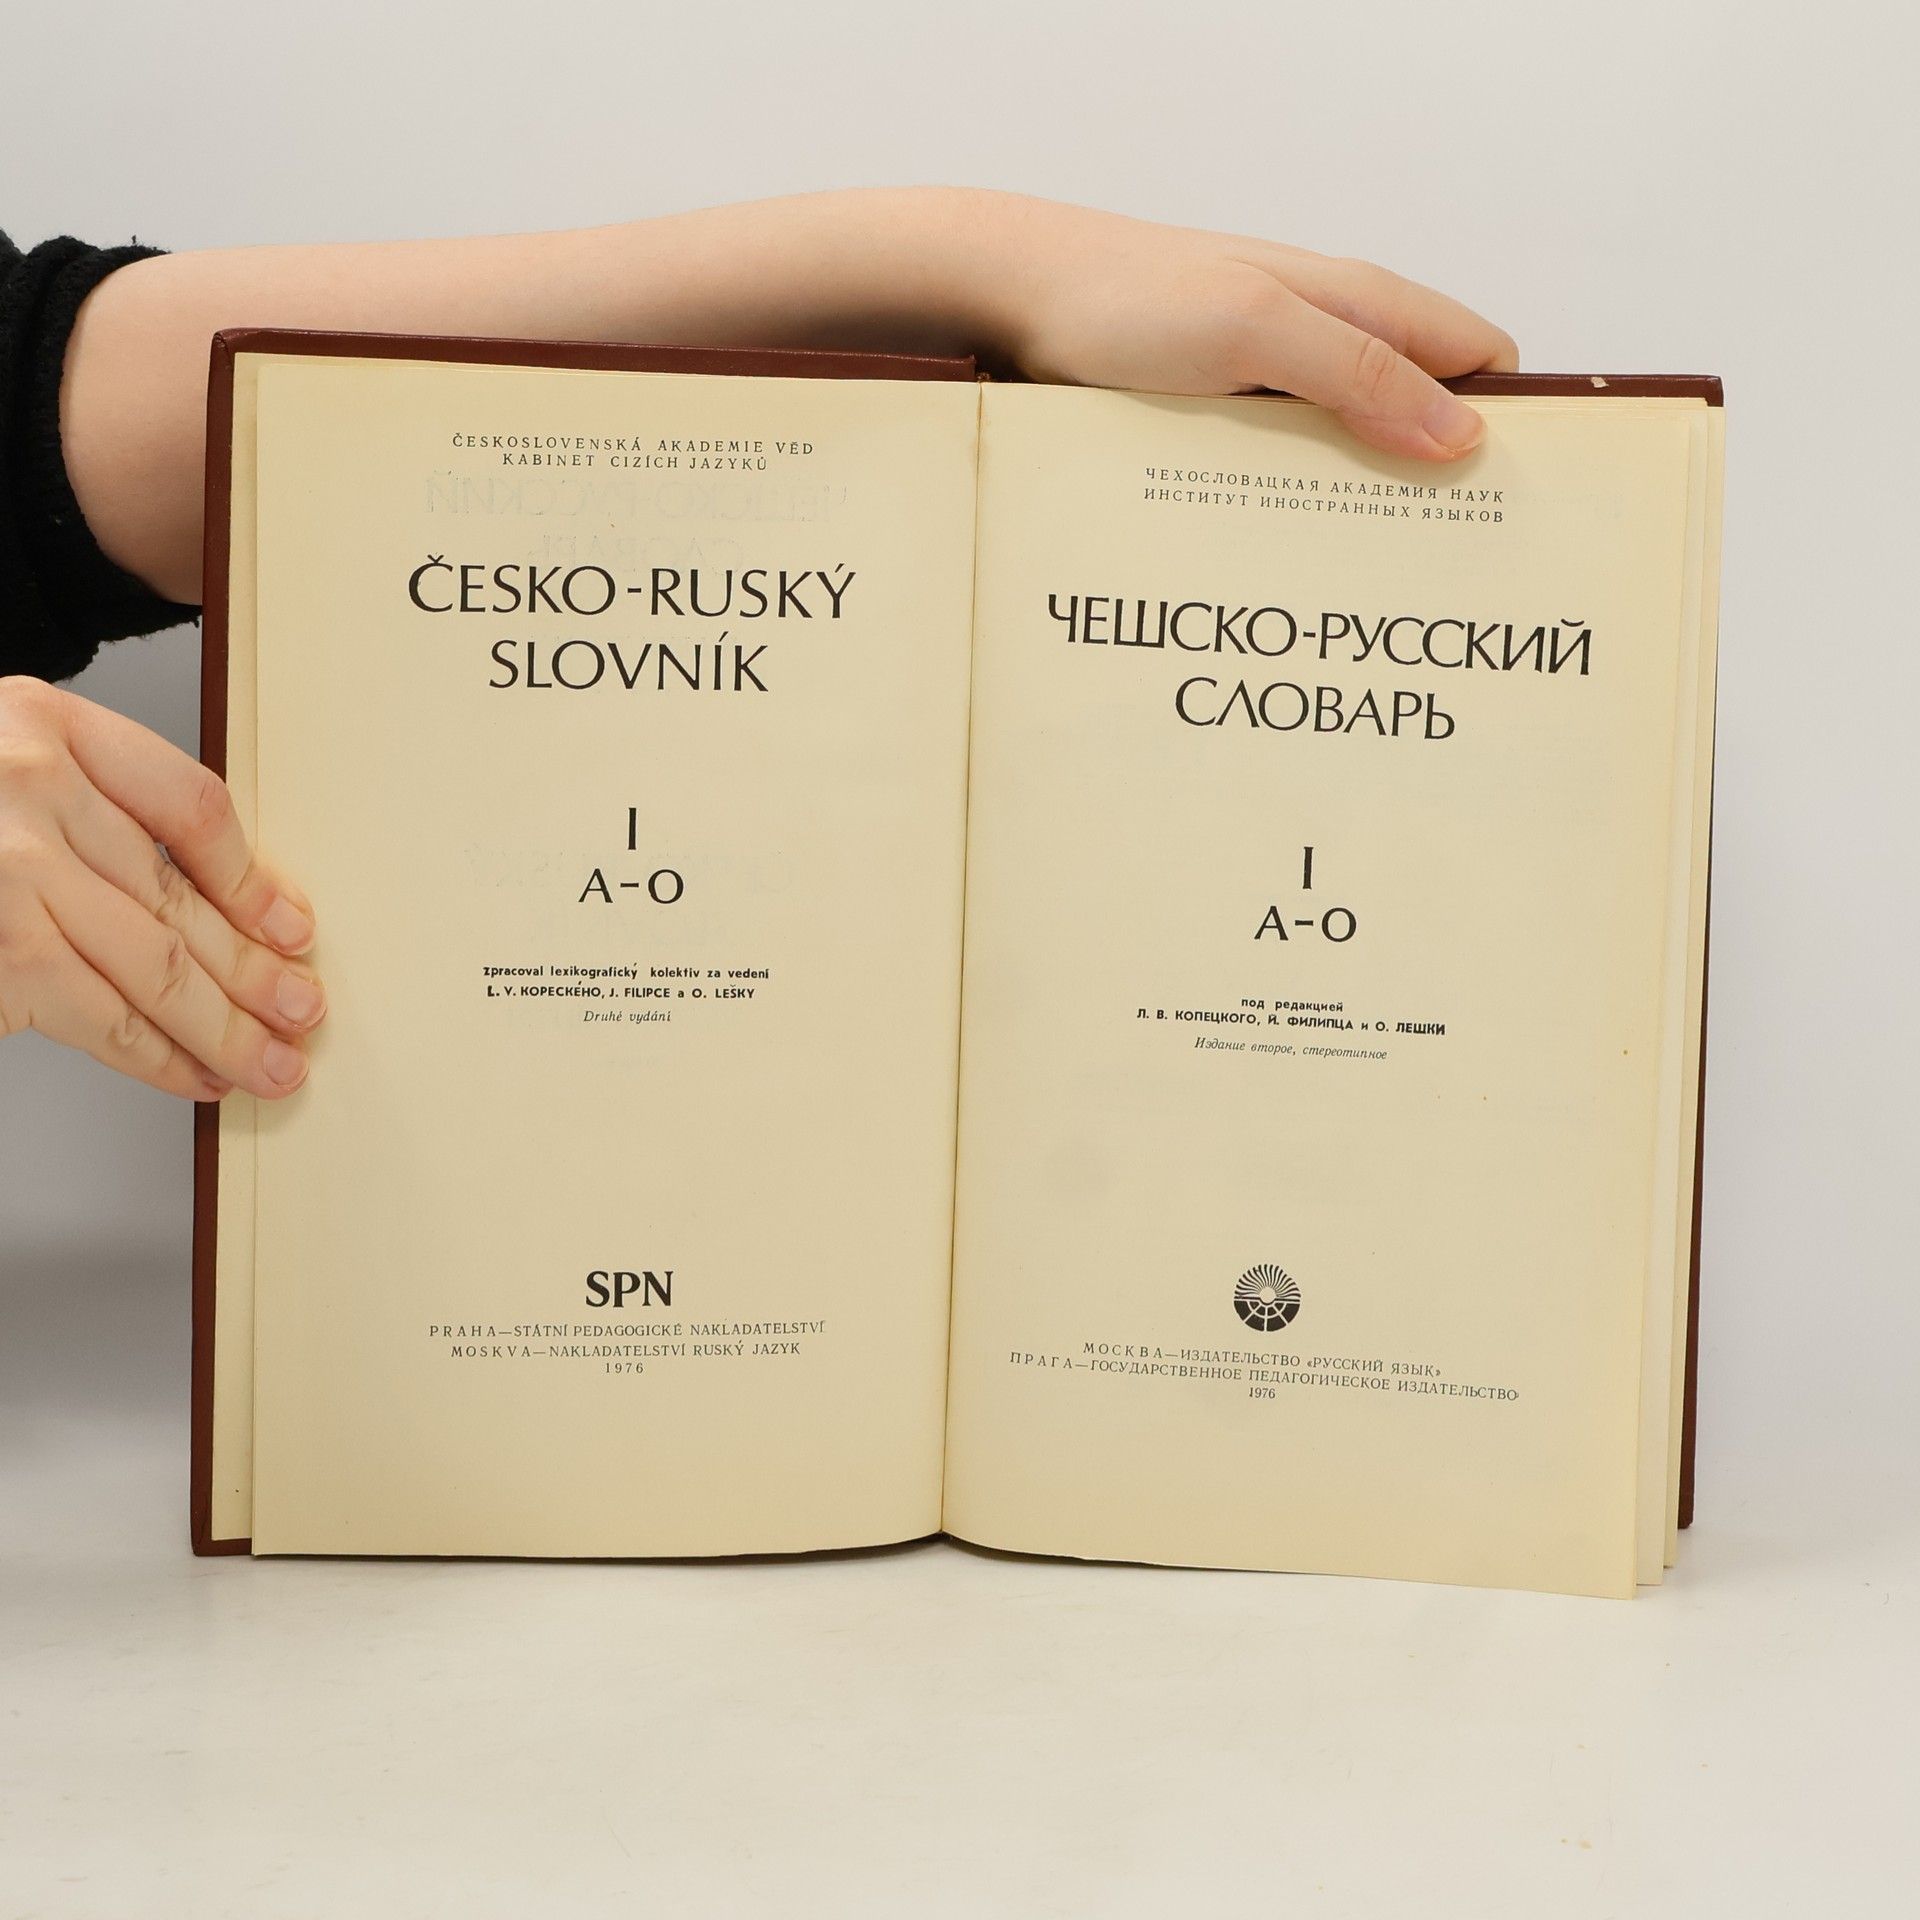 ČESKOSLOVENSKÁ AKADEMIE VĚD
KABINET CIZÍCH JAZYKŮ
ČESKO-RUSKÝ
SLOVNÍK
I
A-O
zpracoval lexikografický kolektiv za vedení
L. V. KOPECKÉHO, J. FILIPCE a O. LEŠKY
Druhé vydání
SPN
PRAHA—STÁTNÍ PEDAGOGICKÉ NAKLADATELSTVÍ
MOSKVA—NAKLADATELSTVÍ RUSKÝ JAZYK
1976
ЧЕХОСЛОВАЦКАЯ АКАДЕМИЯ НАУК
ИНСТИТУТ ИНОСТРАННЫХ ЯЗЫКОВ
ЧЕШСКО-РУССКИЙ
СЛОВАРЬ
I
A-O
под редакцией
Л. В. КОПЕЦКОГО, Й. ФИЛИПЦА и О. ЛЕШКИ
Издание второе, стереотипное
МОСКВА—ИЗДАТЕЛЬСТВО «РУССКИЙ ЯЗЫК»
ПРАГА—ГОСУДАРСТВЕННОЕ ПЕДАГОГИЧЕСКОЕ ИЗДАТЕЛЬСТВО
1976